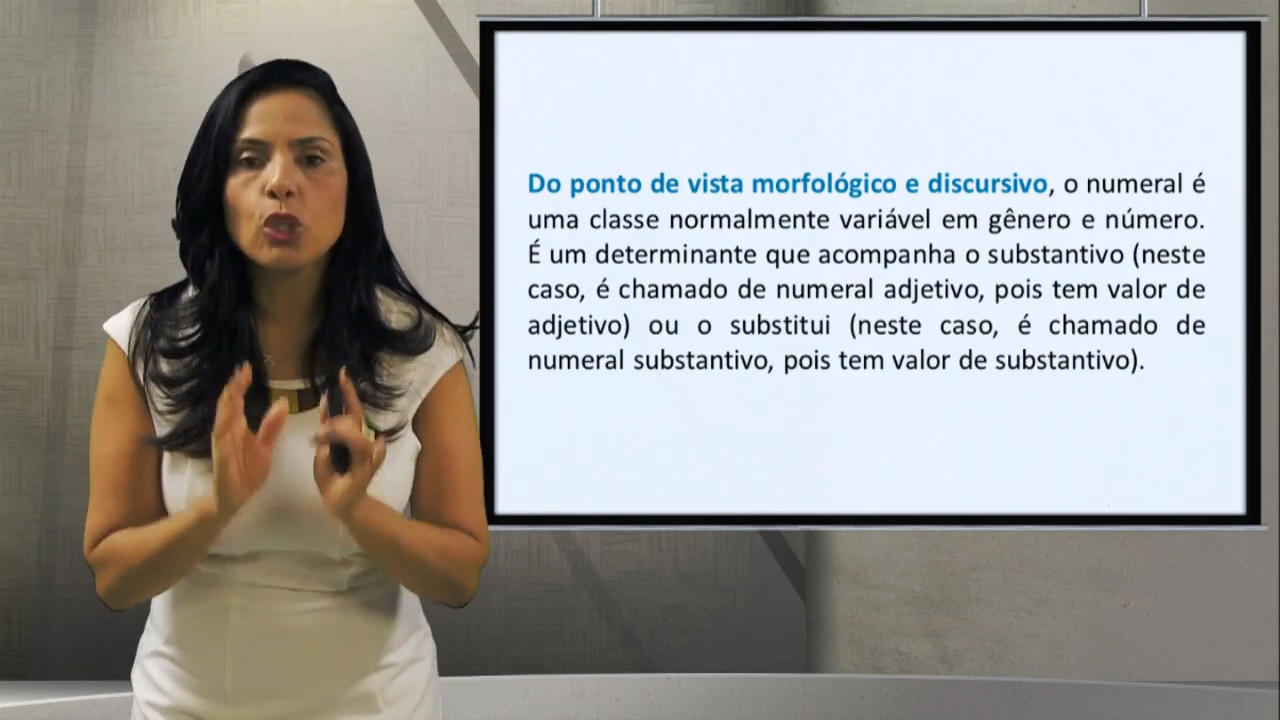 Do ponto de vista morfológico e discursivo, o numeral é
uma classe normalmente variável em gênero e número.
É um determinante que acompanha o substantivo (neste
caso, é chamado de numeral adjetivo, pois tem valor de
adjetivo) ou o substitui (neste caso, é chamado de
numeral substantivo, pois tem valor de substantivo).